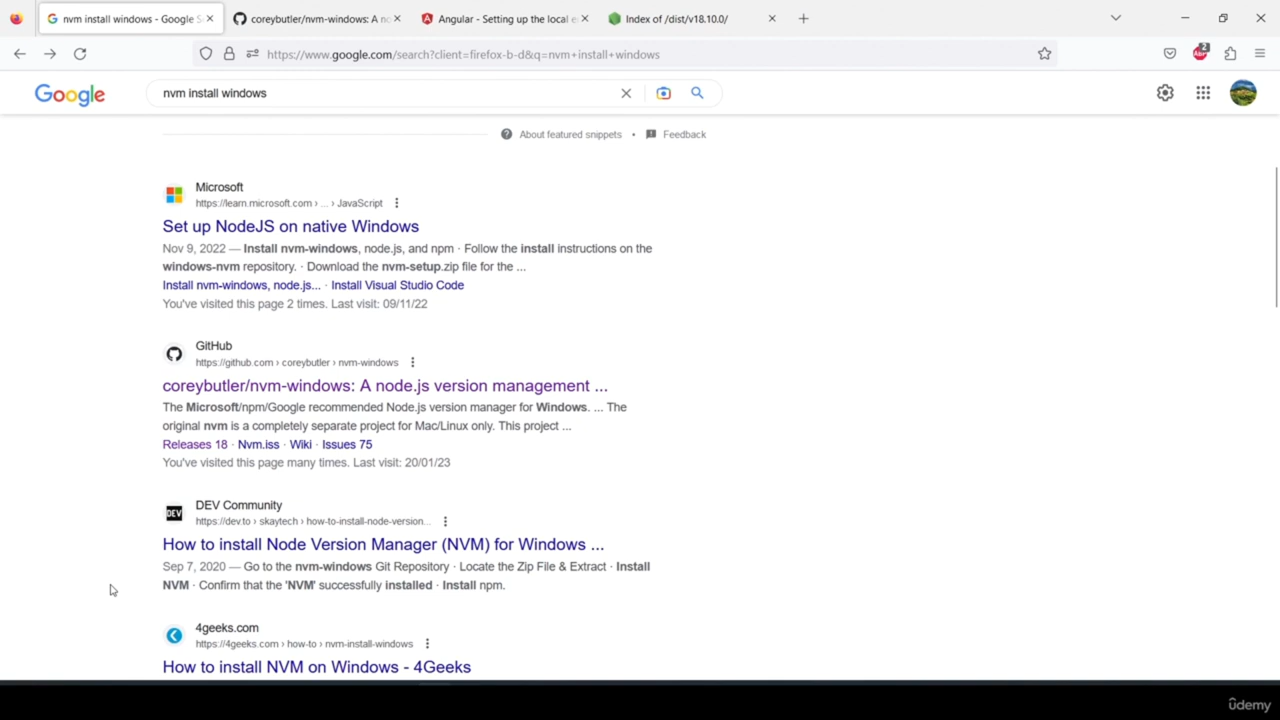 nvm install windows - Google S
coreybutler/nvm-windows: A no
Angular - Setting up the local e
Index of /dist/v18.10.0/
https://www.google.com/search?client=firefox-b-d&q=nvm+install+windows
2
Google
nvm install windows
About featured snippets • Feedback
Microsoft
https://learn.microsoft.com › ... › JavaScript
Set up NodeJS on native Windows
Nov 9, 2022 — Install nvm-windows, node.js, and npm · Follow the install instructions on the
windows-nvm repository. · Download the nvm-setup.zip file for the ...
Install nvm-windows, node.js... · Install Visual Studio Code
You've visited this page 2 times. Last visit: 09/11/22
GitHub
https://github.com › coreybutler › nvm-windows
coreybutler/nvm-windows: A node.js version management ...
The Microsoft/npm/Google recommended Node.js version manager for Windows. ... The
original nvm is a completely separate project for Mac/Linux only. This project ...
Releases 18 · Nvm.iss · Wiki · Issues 75
You've visited this page many times. Last visit: 20/01/23
DEV
DEV Community
https://dev.to › skaytech › how-to-install-node-version...
How to install Node Version Manager (NVM) for Windows ...
Sep 7, 2020 — Go to the nvm-windows Git Repository · Locate the Zip File & Extract · Install
NVM · Confirm that the 'NVM' successfully installed · Install npm.
4geeks.com
https://4geeks.com › how-to › nvm-install-windows
How to install NVM on Windows - 4Geeks
ûdemy